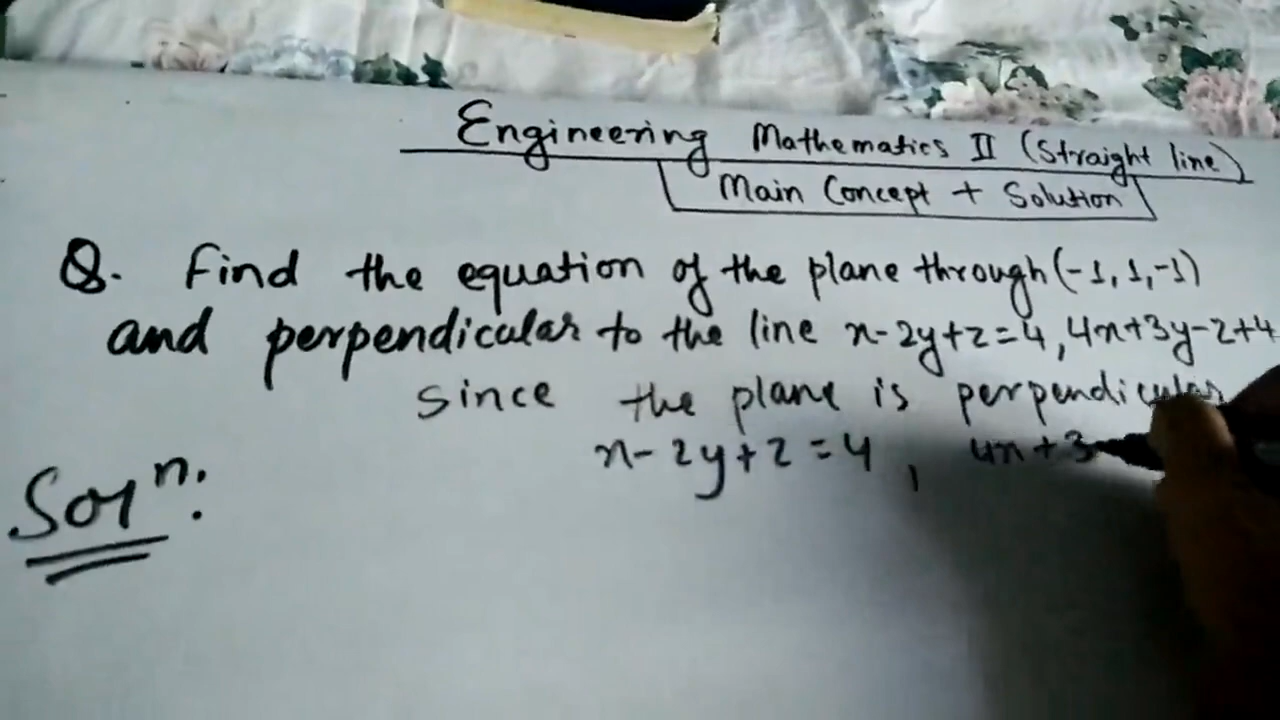 Engineering Mathematics II (Straight line)
Main Concept + Solution
Q. Find the equation of the plane through (-1, 1, -1)
and perpendicular to the line x-2y+z=4, 4x+3y-z+4
since the plane is perpendicular
x-2y+z=4, 4x+3
Solⁿ: